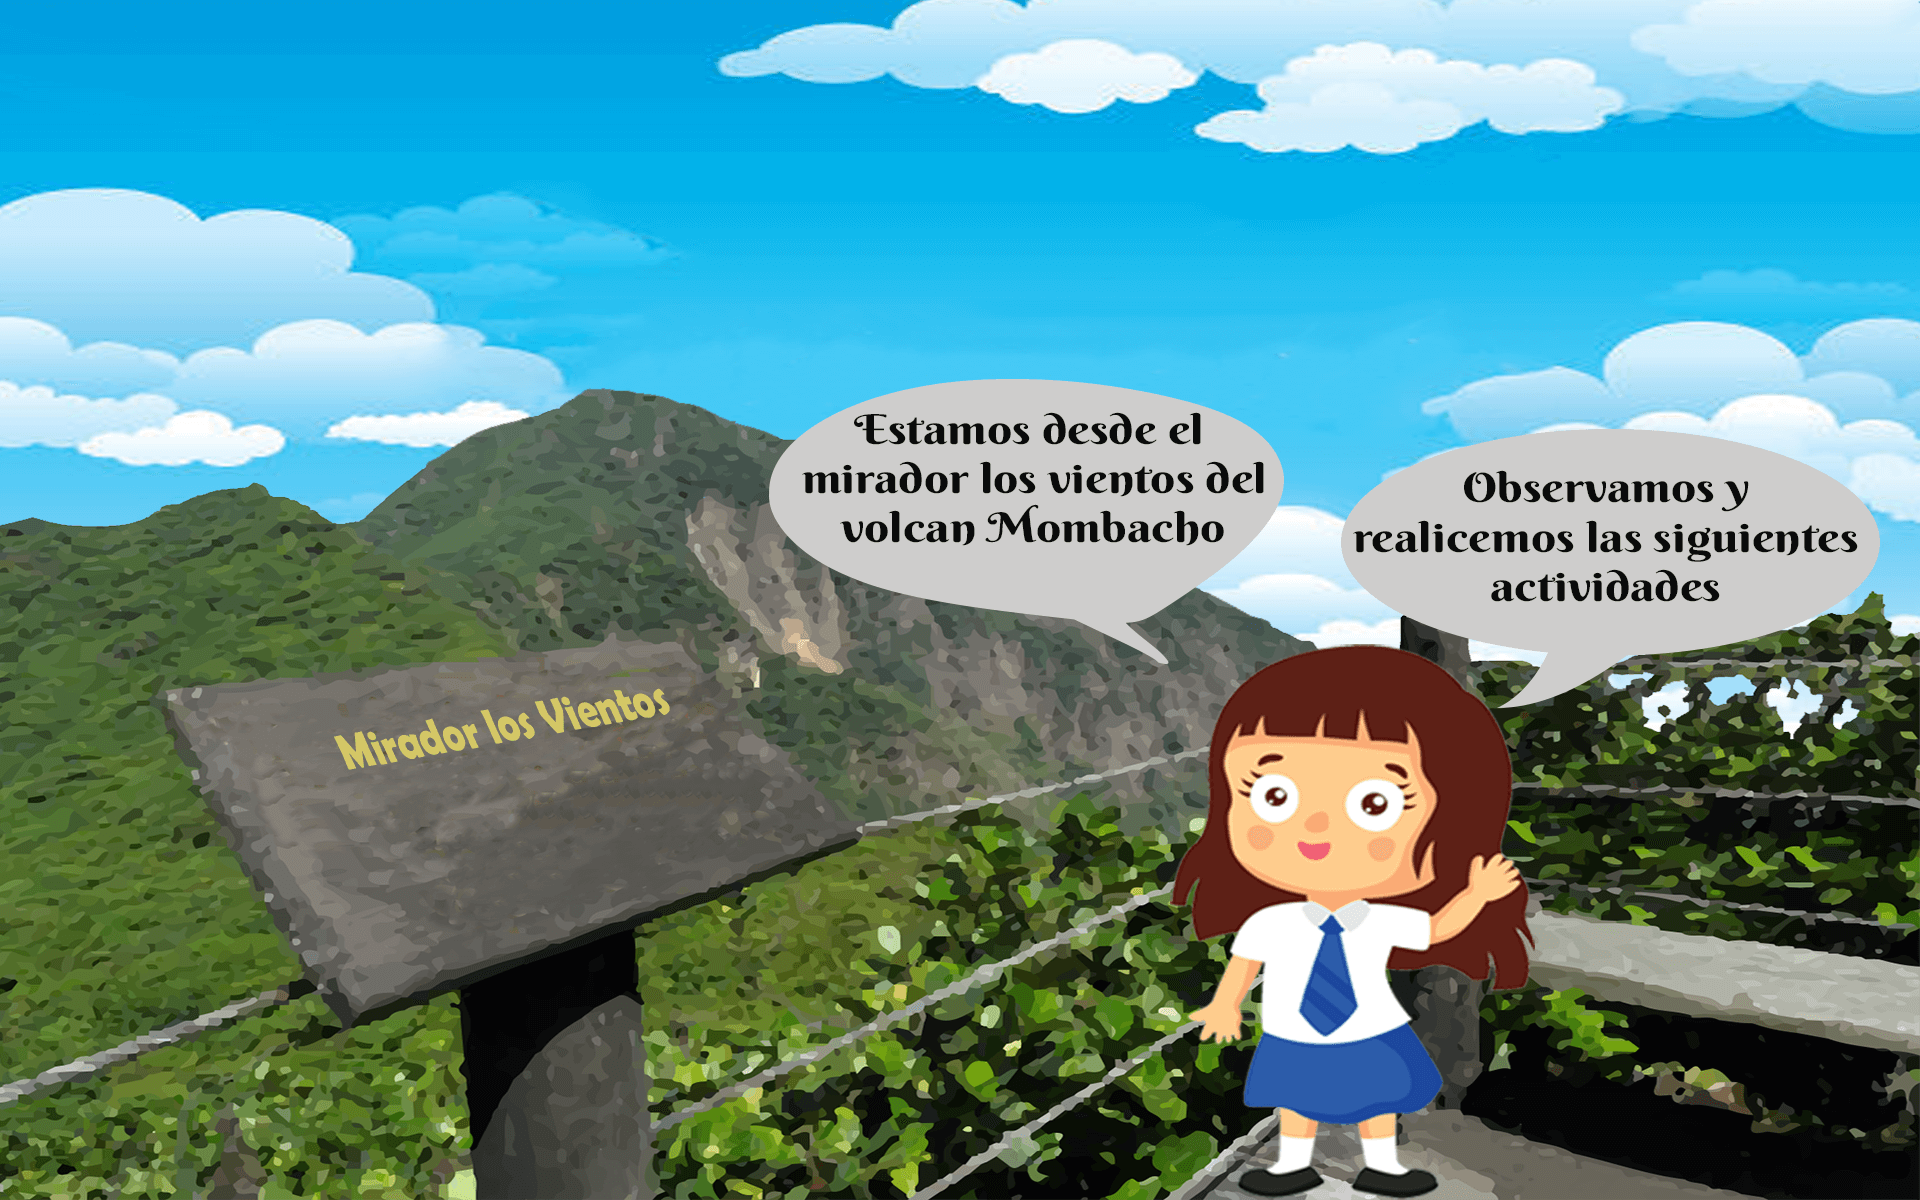 Estamos desde el
mirador los vientos del
volcan Mombacho
Observamos y
realicemos las siguientes
actividades
Mirador los Vientos